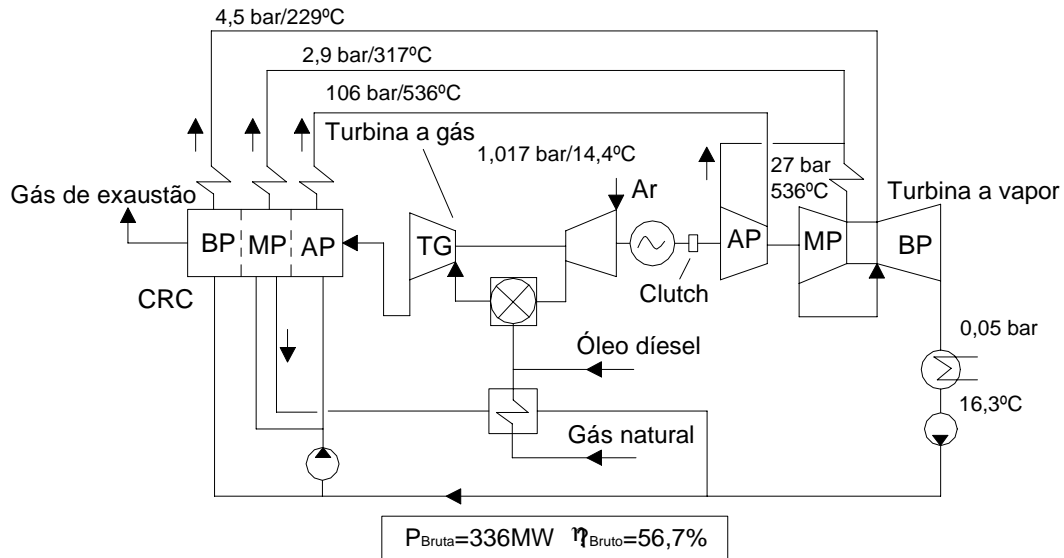 4,5 bar/229ºC
2,9 bar/317ºC
106 bar/536ºC
Turbina a gás
1,017 bar/14,4ºC
Ar
27 bar
536ºC
Turbina a vapor
Gás de exaustão
BP
MP
AP
TG
AP
MP
BP
CRC
Clutch
0,05 bar
Óleo díesel
16,3ºC
Gás natural
PBruta=336MW ηBruto=56,7%